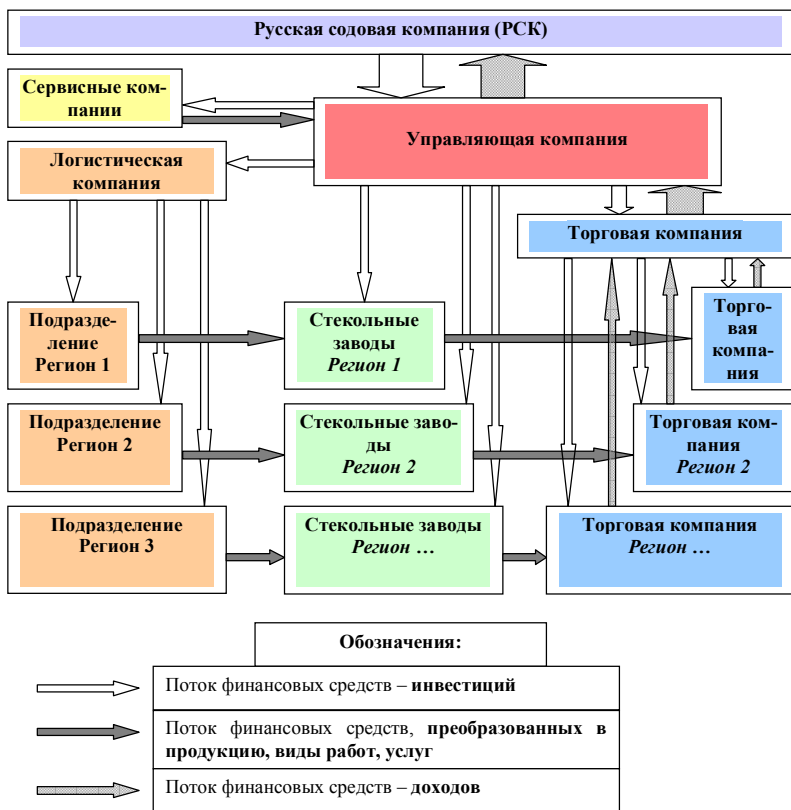 Русская содовая компания (РСК)
Сервисные ком-
пании
Управляющая компания
Логистическая
компания
Торговая компания
Подразде-
ление
Регион 1
Стекольные
заводы
Регион 1
Торго-
вая
компа-
ния
Подразделение
Регион 2
Стекольные заво-
ды
Регион 2
Торговая ком-
пания
Регион 2
Подразделение
Регион 3
Стекольные заводы
Регион …
Торговая компания
Регион …
Обозначения:
Поток финансовых средств – инвестиций
Поток финансовых средств, преобразованных в
продукцию, виды работ, услуг
Поток финансовых средств – доходов